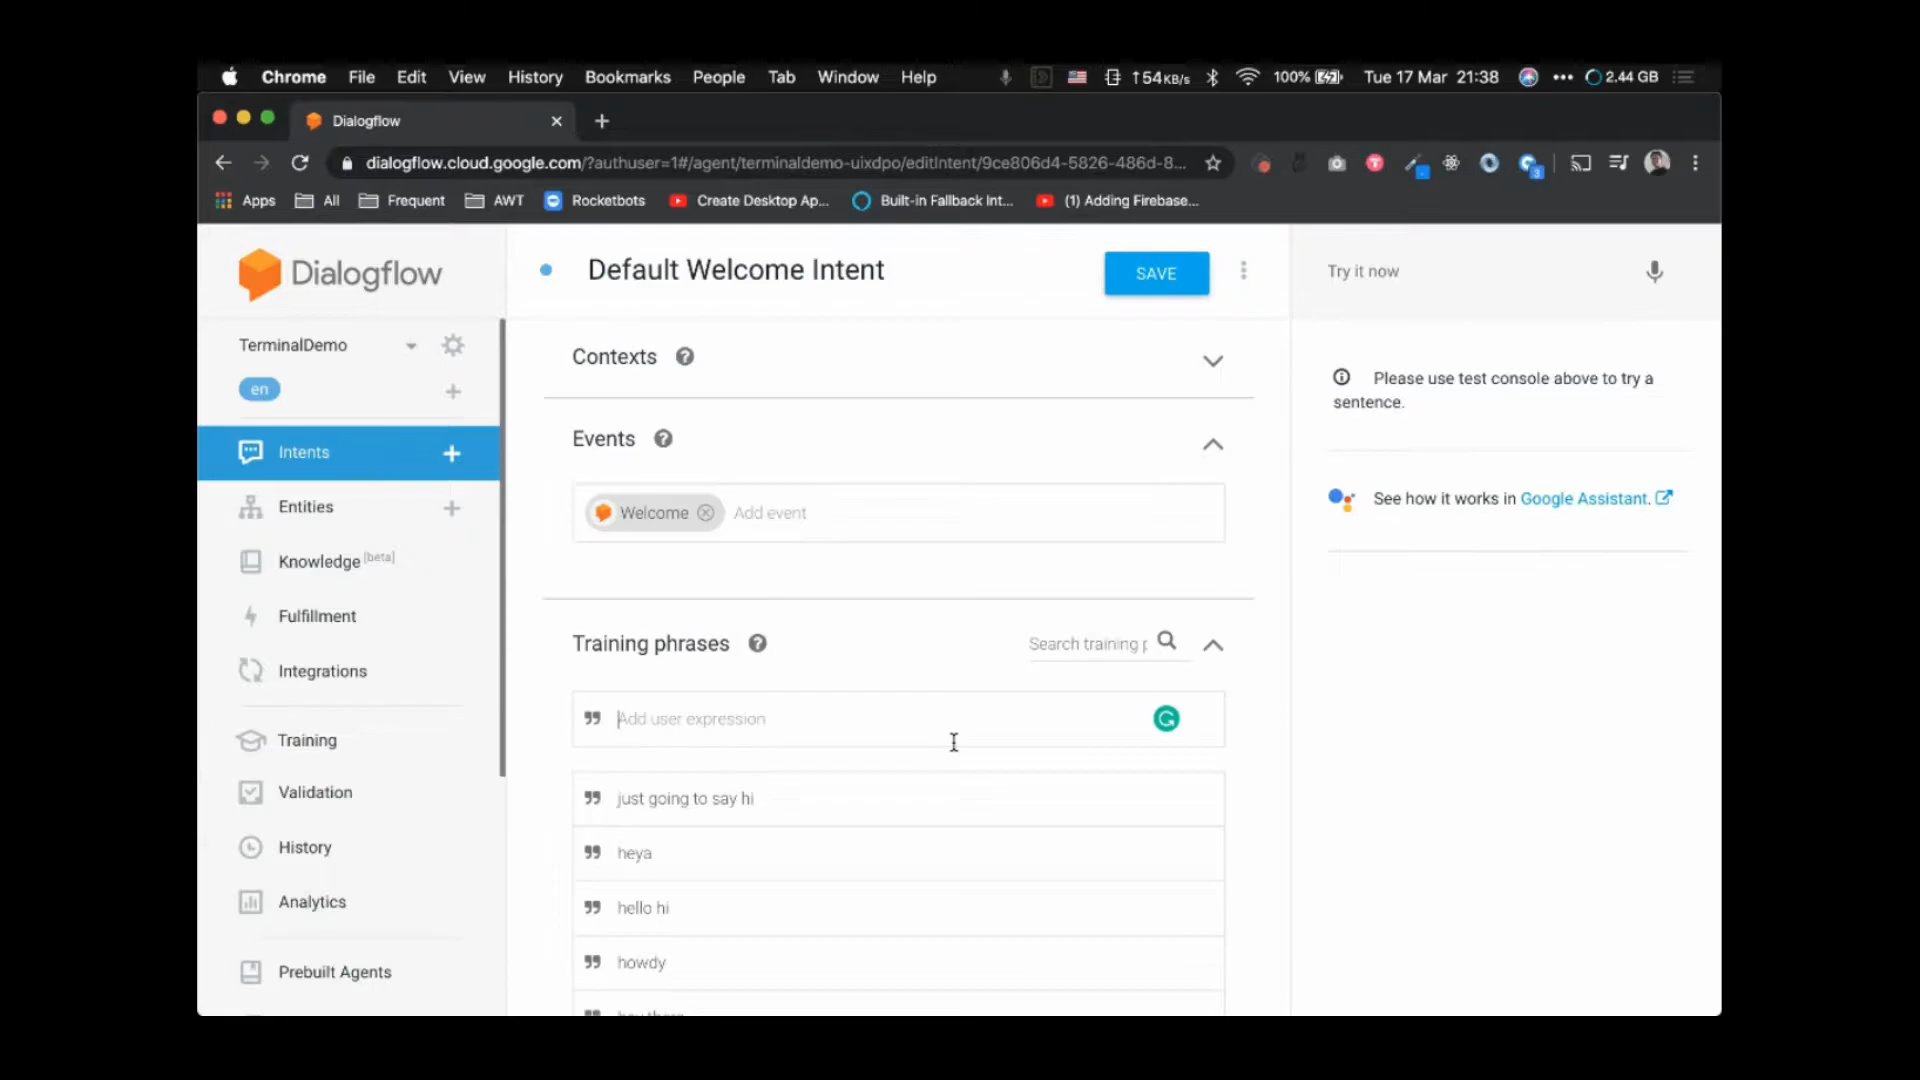 Chrome File Edit View History Bookmarks People Tab Window Help ↑54KB/s 100% Tue 17 Mar 21:38 ••• 2.44 GB
Dialogflow
dialogflow.cloud.google.com/?authuser=1#/agent/terminaldemo-uixdpo/editIntent/9ce806d4-5826-486d-8...
Apps All Frequent AWT Rocketbots Create Desktop Ap... Built-in Fallback Int... (1) Adding Firebase...
Dialogflow
TerminalDemo
en
Intents
Entities
Knowledge [beta]
Fulfillment
Integrations
Training
Validation
History
Analytics
Prebuilt Agents
Default Welcome Intent
SAVE
Contexts
Events
Welcome Add event
Training phrases
Search training p
Add user expression
just going to say hi
heya
hello hi
howdy
Try it now
Please use test console above to try a
sentence.
See how it works in Google Assistant.